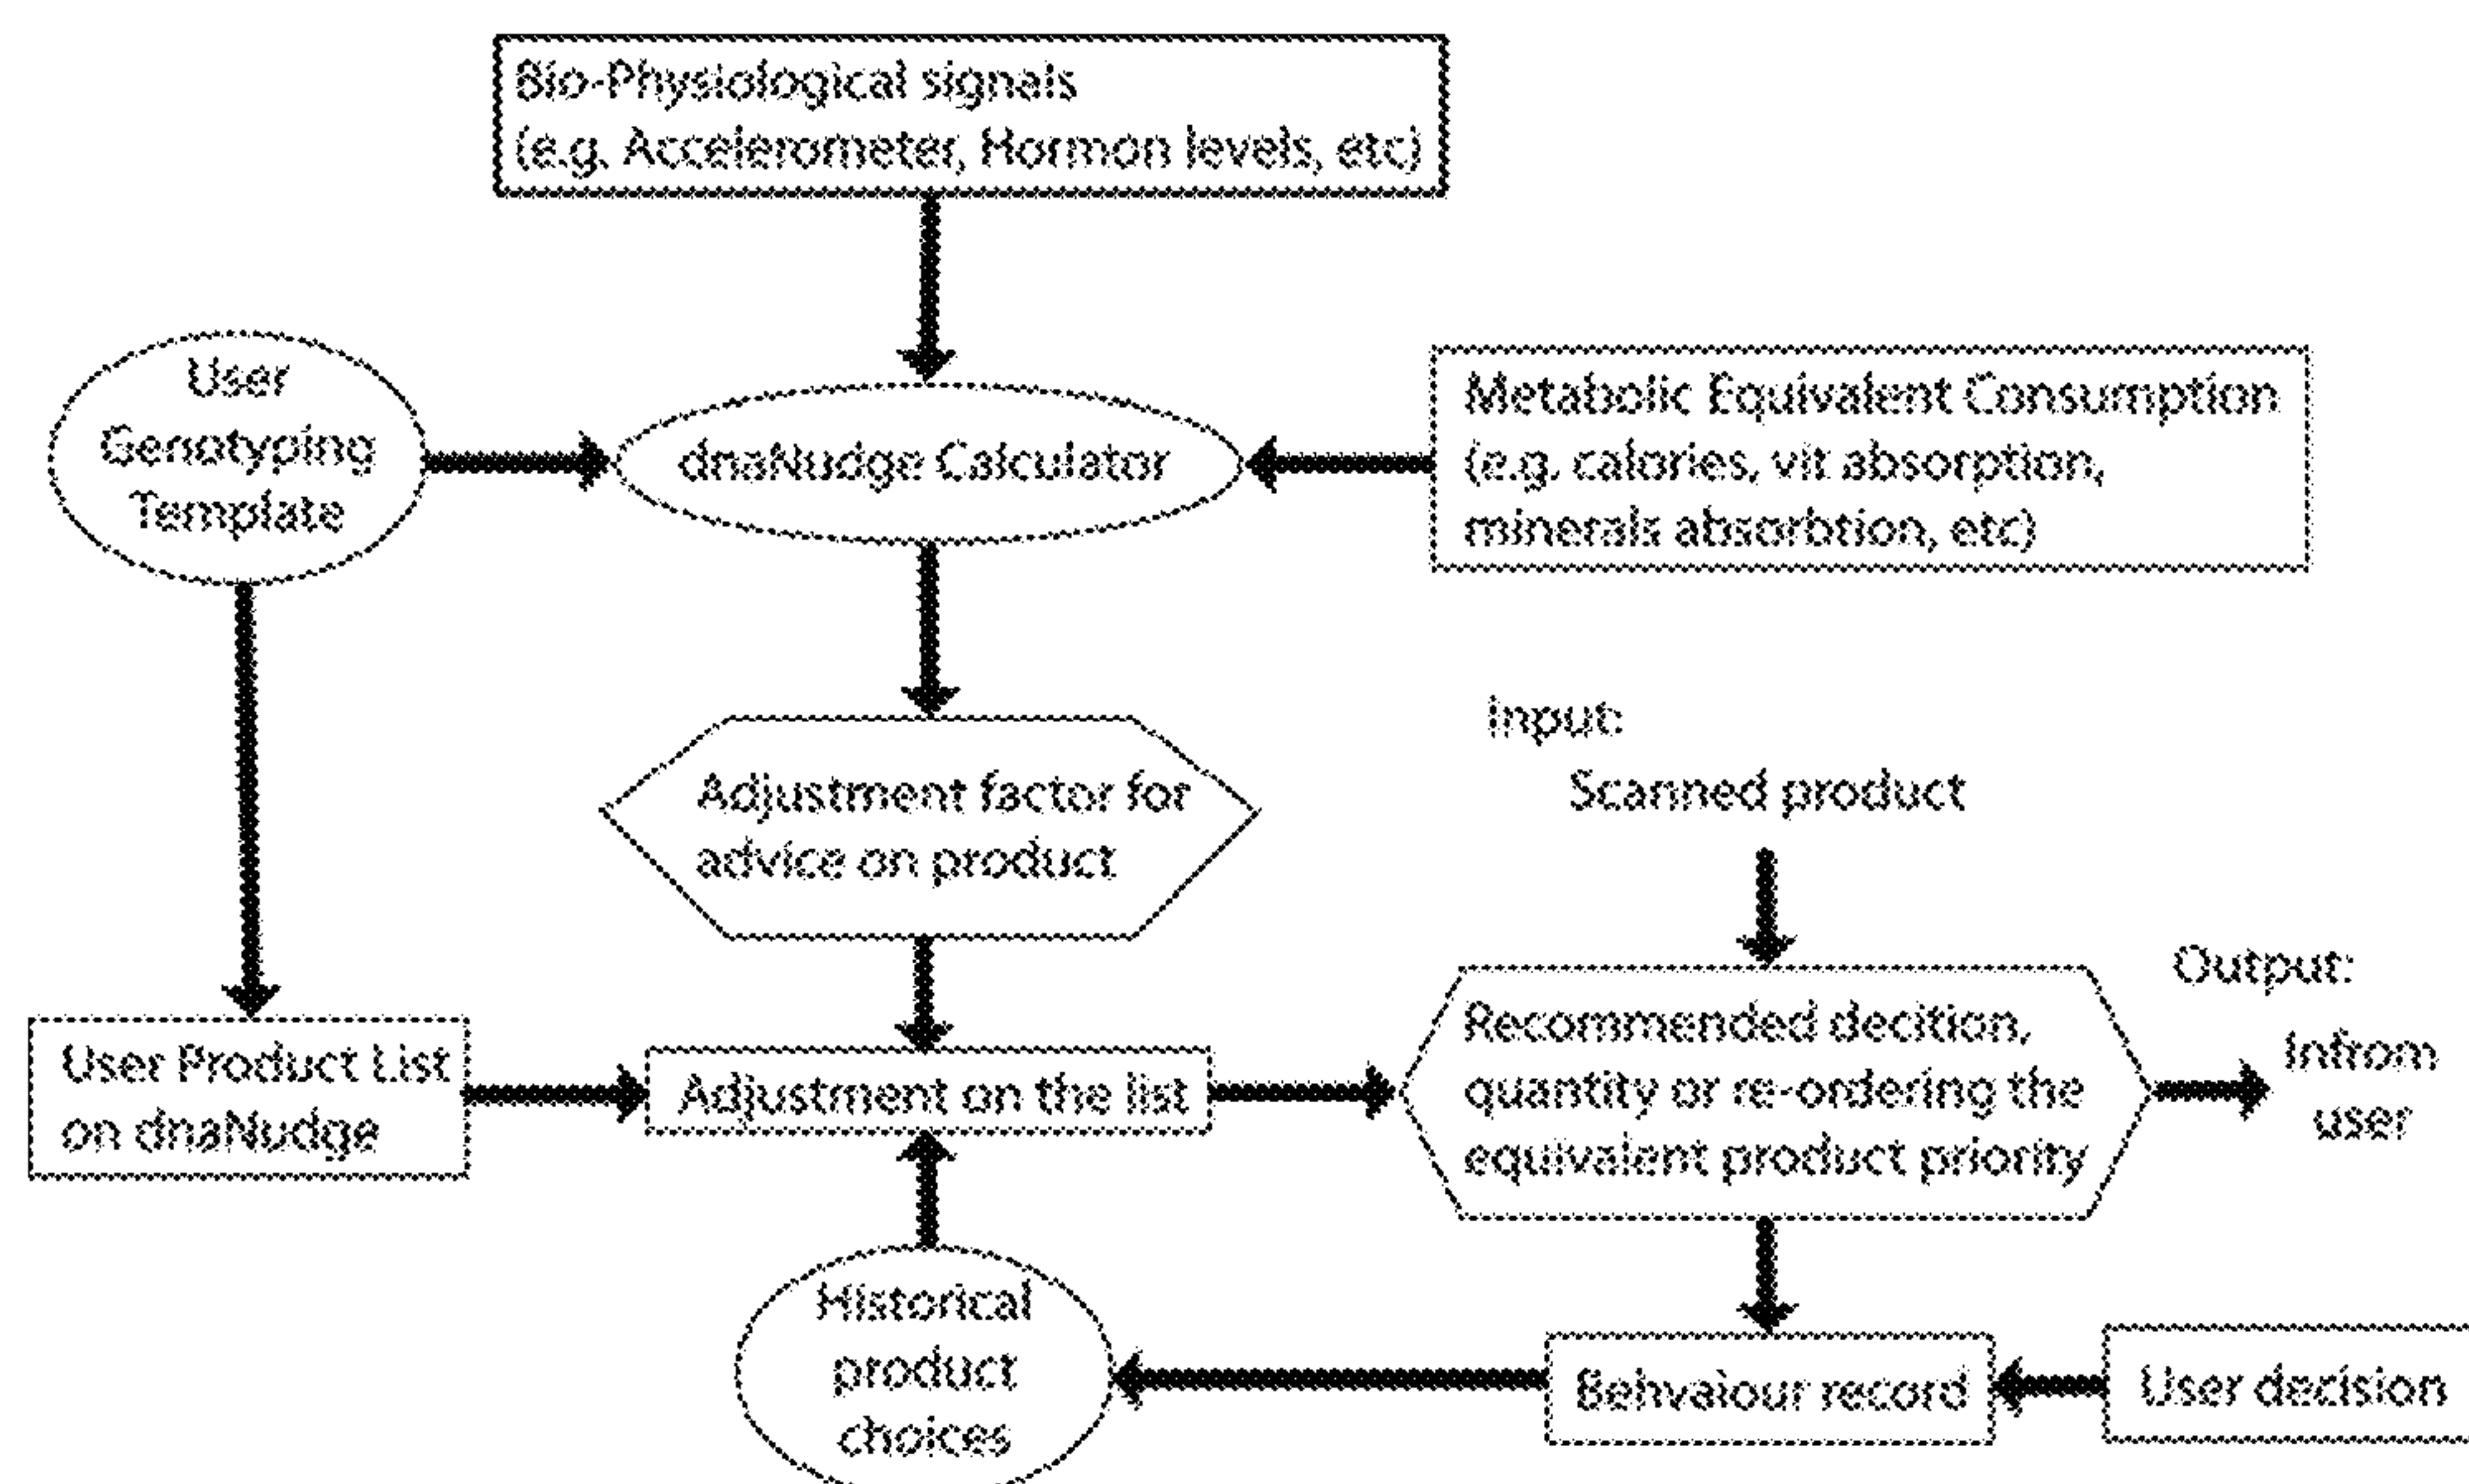 Bio-Physiological signals
(e.g. Accelerometer, Hormon levels, etc)
User
Genotyping
Template
dnaNudge Calculator
Metabolic Equivalent Consumption
(e.g. calories, vit absorption,
minerals absorbtion, etc)
Adjustment factor for
advice on product
Input:
Scanned product
User Product List
on dnaNudge
Adjustment on the list
Recommended decition,
quantity or re-ordering the
equivalent product priority
Output:
Infrom
user
Historical
product
choices
Behvaiour record
User decision